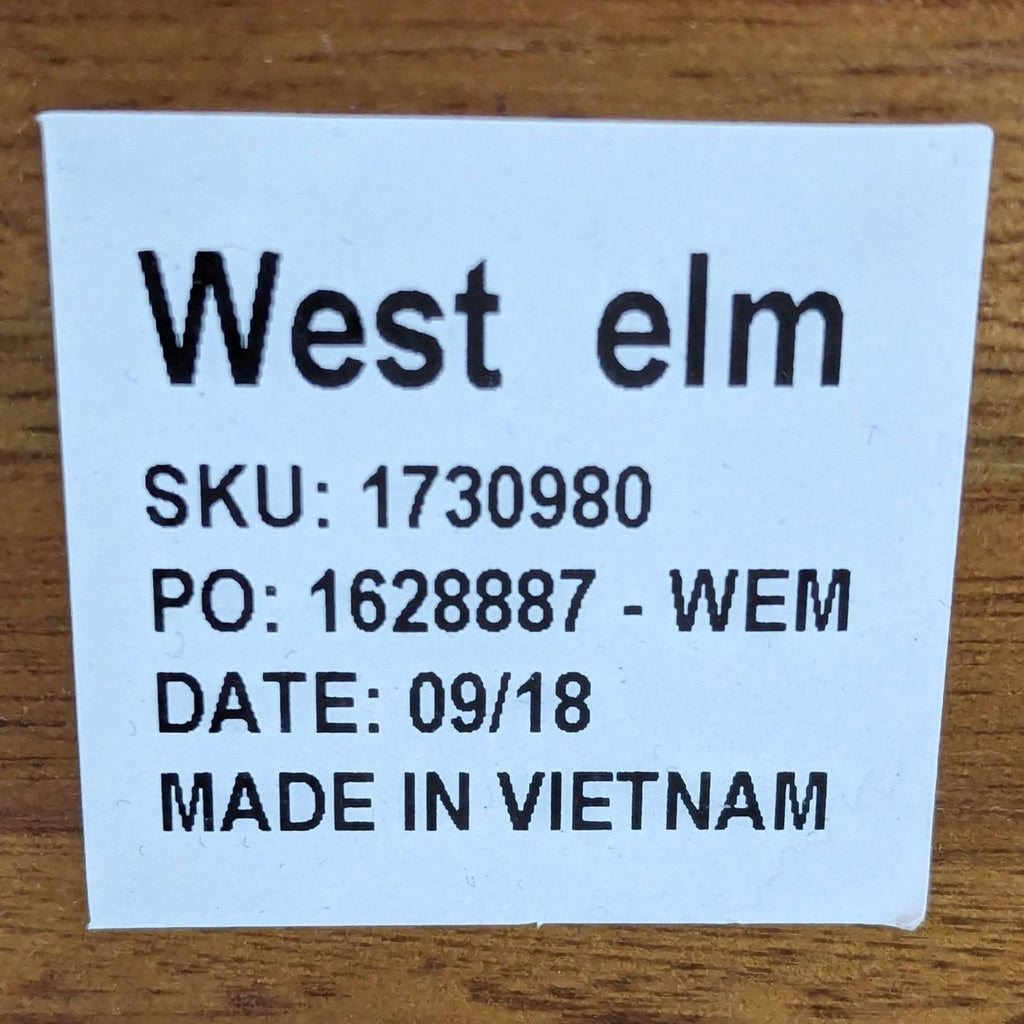 West elm
SKU: 1730980
PO: 1628887 - WEM
DATE: 09/18
MADE IN VIETNAM